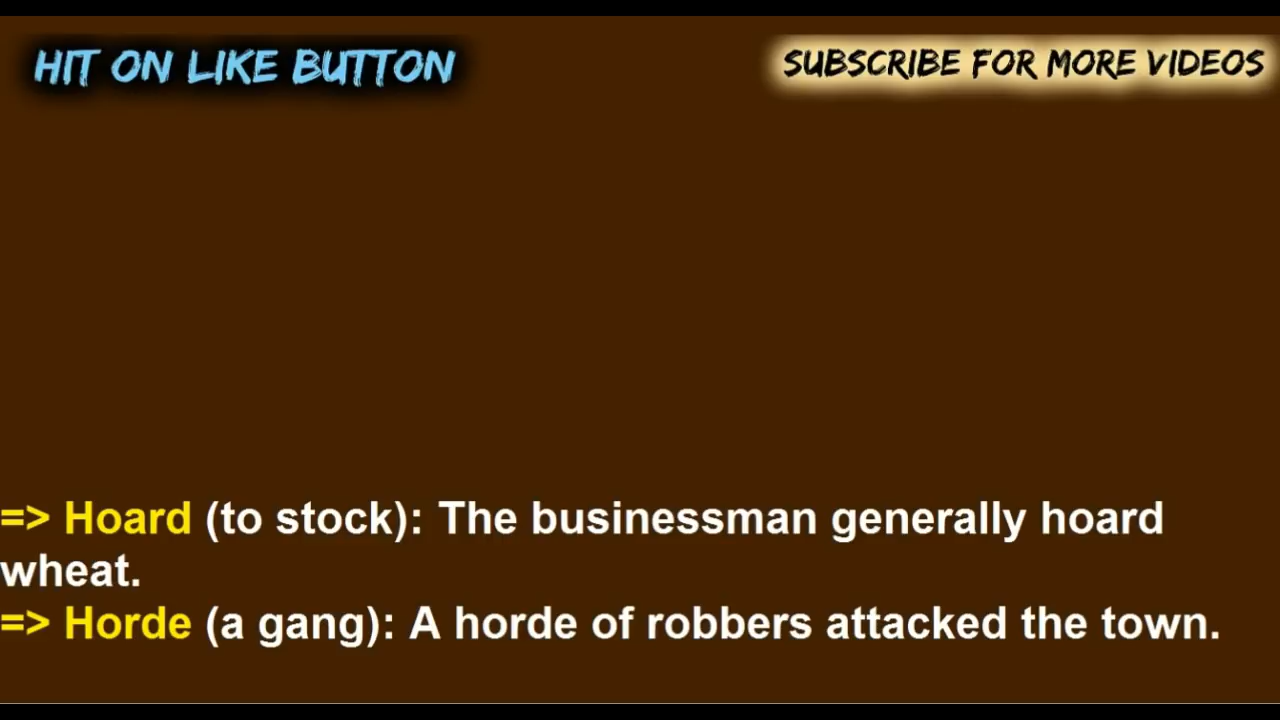 HIT ON LIKE BUTTON
SUBSCRIBE FOR MORE VIDEOS
=> Hoard (to stock): The businessman generally hoard
wheat.
=> Horde (a gang): A horde of robbers attacked the town.